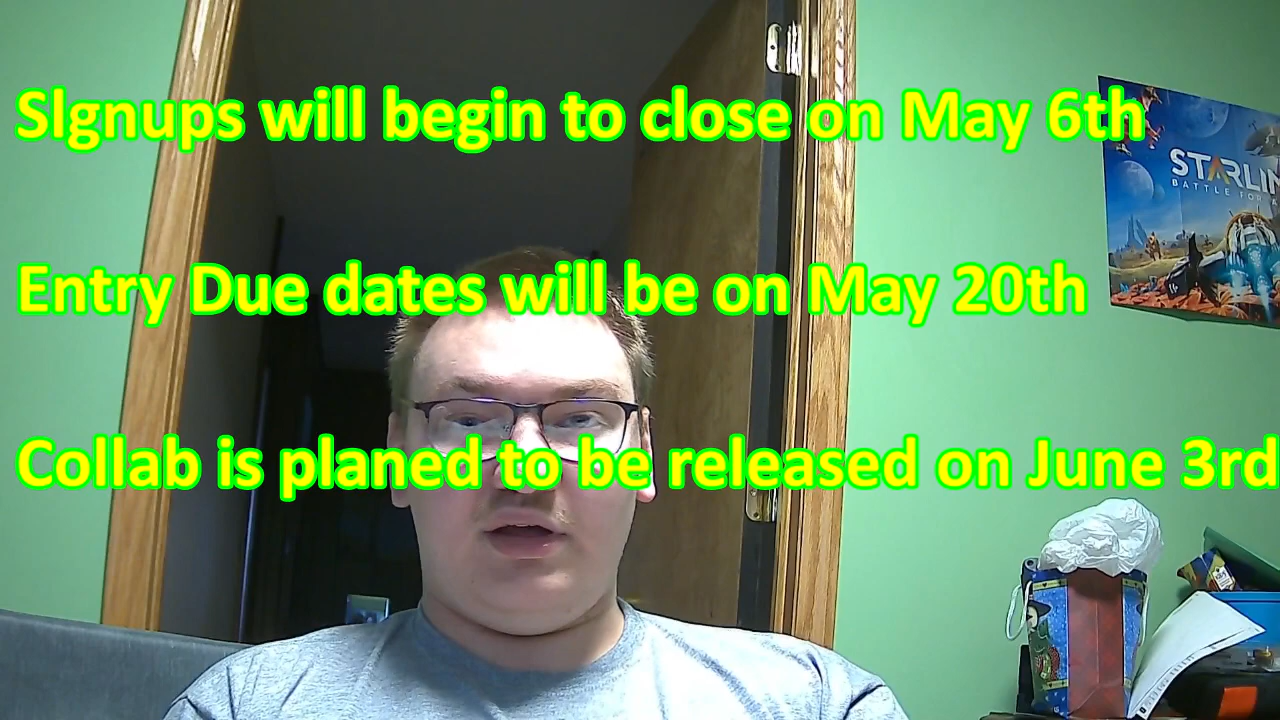 SIgnups will begin to close on May 6th
Entry Due dates will be on May 20th
Collab is planed to be released on June 3rd
STARLIN
BATTLE FOR A